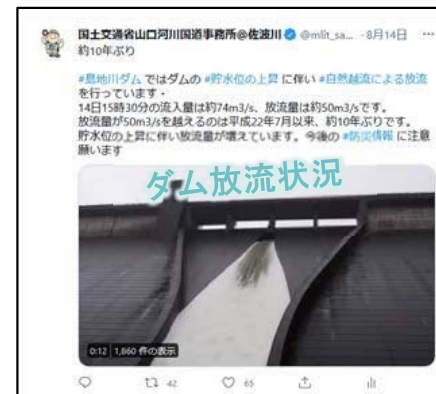 国土交通省山口河川国道事務所@佐波川 @mlit_sa... ・8月14日 ...
約10年ぶり
#島地川ダム ではダムの #貯水位の上昇 に伴い #自然越流による放流
を行っています・
14日15時30分の流入量は約74m3/s、放流量は約50m3/sです。
放流量が50m3/sを越えるのは平成22年7月以来、約10年ぶりです。
貯水位の上昇に伴い放流量が増えています。今後の #防災情報 に注意
願います
ダム放流状況
0:12 1,660 件の表示
42 65